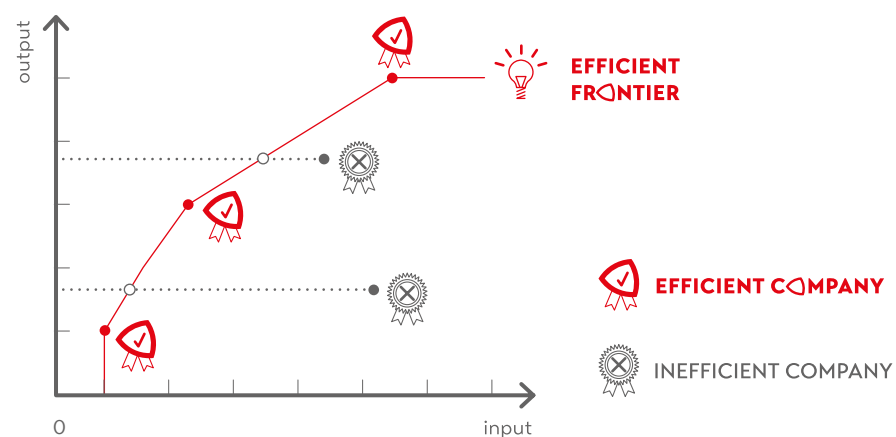 output
EFFICIENT
FRONTIER
EFFICIENT COMPANY
INEFFICIENT COMPANY
0
input